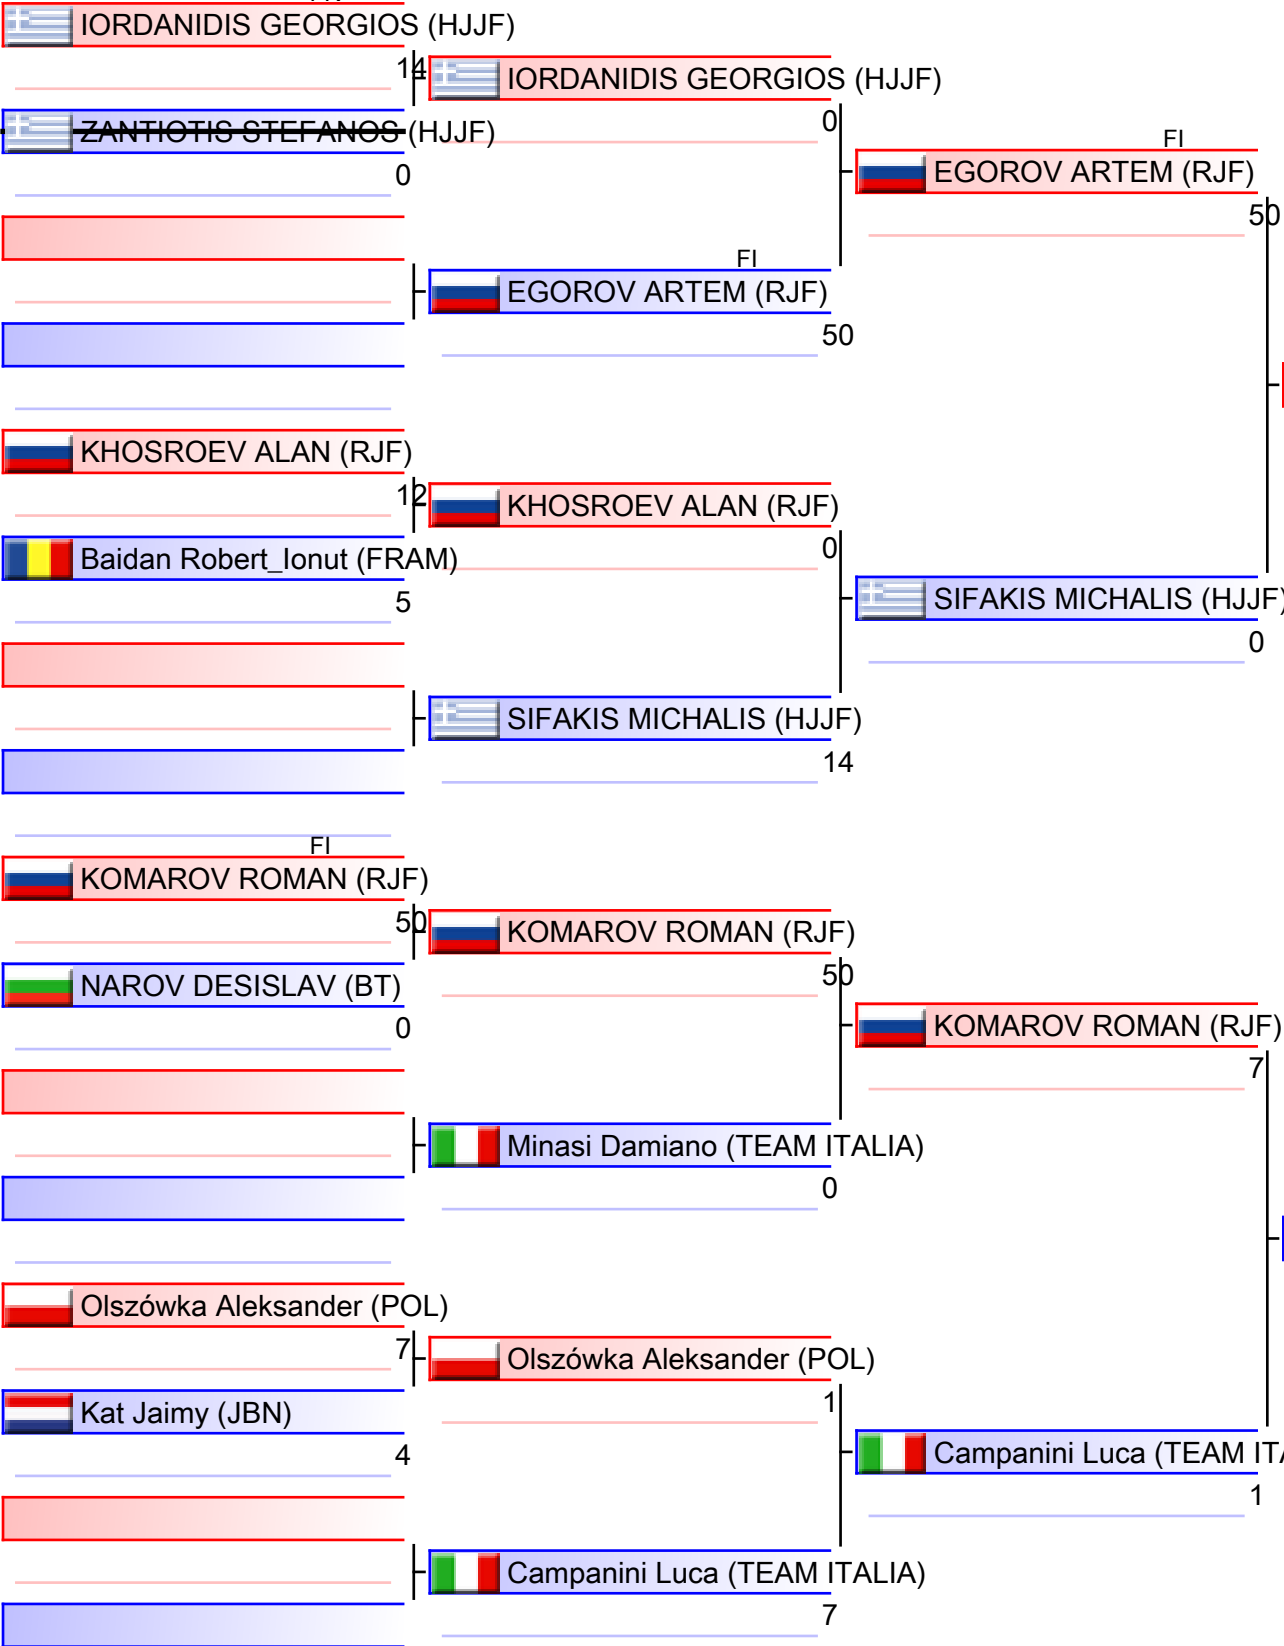 IORDANIDIS GEORGIOS (HJJF)
14
ZANTIOTIS STEFANOS (HJJF)
0
KHOSROEV ALAN (RJF)
12
Baidan Robert_Ionut (FRAM)
5
FI
KOMAROV ROMAN (RJF)
50
NAROV DESISLAV (BT)
0
Olszówka Aleksander (POL)
7
Kat Jaimy (JBN)
4
IORDANIDIS GEORGIOS (HJJF)
0
FI
EGOROV ARTEM (RJF)
50
KHOSROEV ALAN (RJF)
0
SIFAKIS MICHALIS (HJJF)
14
KOMAROV ROMAN (RJF)
50
Minasi Damiano (TEAM ITALIA)
0
Olszówka Aleksander (POL)
1
Campanini Luca (TEAM ITALIA)
7
FI
EGOROV ARTEM (RJF)
50
SIFAKIS MICHALIS (HJJF)
0
KOMAROV ROMAN (RJF)
7
Campanini Luca (TEAM ITA
1